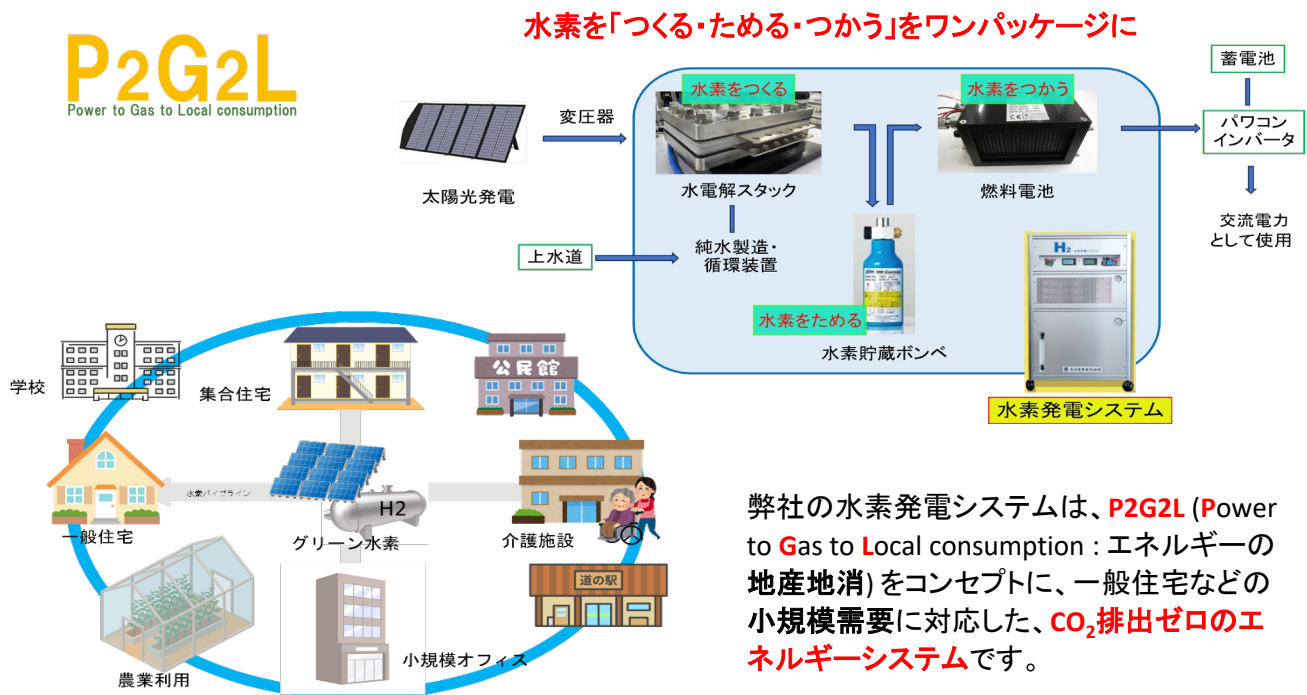 水素を「つくる・ためる・つかう」をワンパッケージに
P2G2L
Power to Gas to Local consumption
太陽光発電
変圧器
水素をつくる
水電解スタック
上水道
純水製造・
循環装置
水素をためる
水素貯蔵ボンベ
水素をつかう
燃料電池
蓄電池
パワコン
インバータ
交流電力
として使用
H2
水素発電システム
学校
集合住宅
公民館
一般住宅
水素パイプライン
H2
グリーン水素
介護施設
道の駅
農業利用
小規模オフィス
弊社の水素発電システムは、P2G2L (Power
to Gas to Local consumption : エネルギーの
地産地消) をコンセプトに、一般住宅などの
小規模需要に対応した、CO₂排出ゼロのエ
ネルギーシステムです。